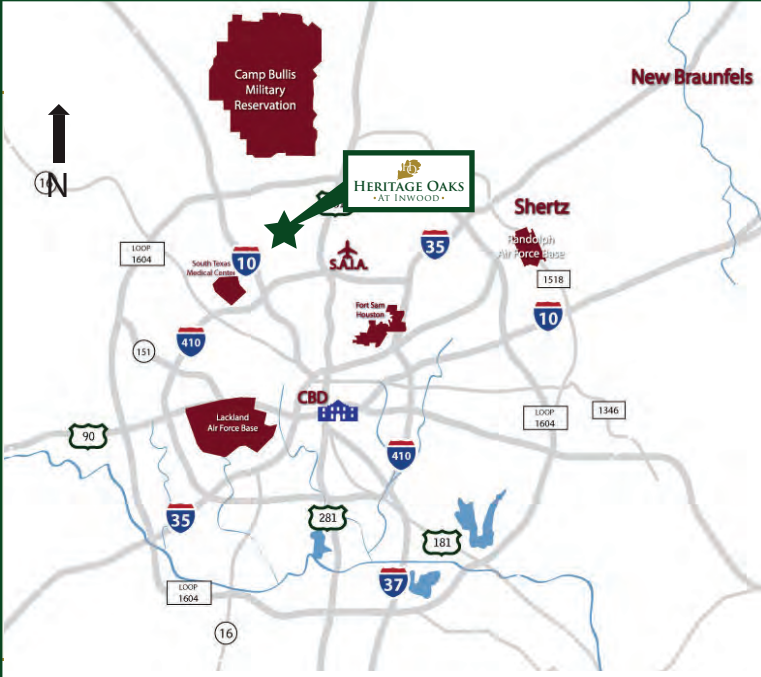 Camp Bullis
Military
Reservation
New Braunfels
16
N
HERITAGE OAKS
·AT INWOOD·
Shertz
Randolph
Air Force Base
LOOP
1604
South Texas
Medical Center
10
S.A.I.A.
35
1518
Fort Sam
Houston
10
410
151
CBD
Lackland
Air Force Base
90
LOOP
1604
1346
410
35
281
181
LOOP
1604
37
16